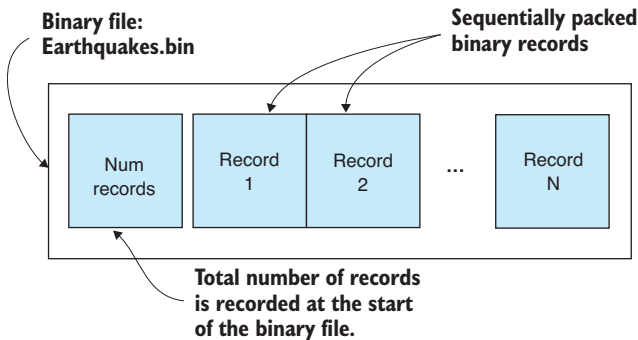 Binary file:
Earthquakes.bin
Sequentially packed
binary records
Num
records
Record
1
Record
2
...
Record
N
Total number of records
is recorded at the start
of the binary file.